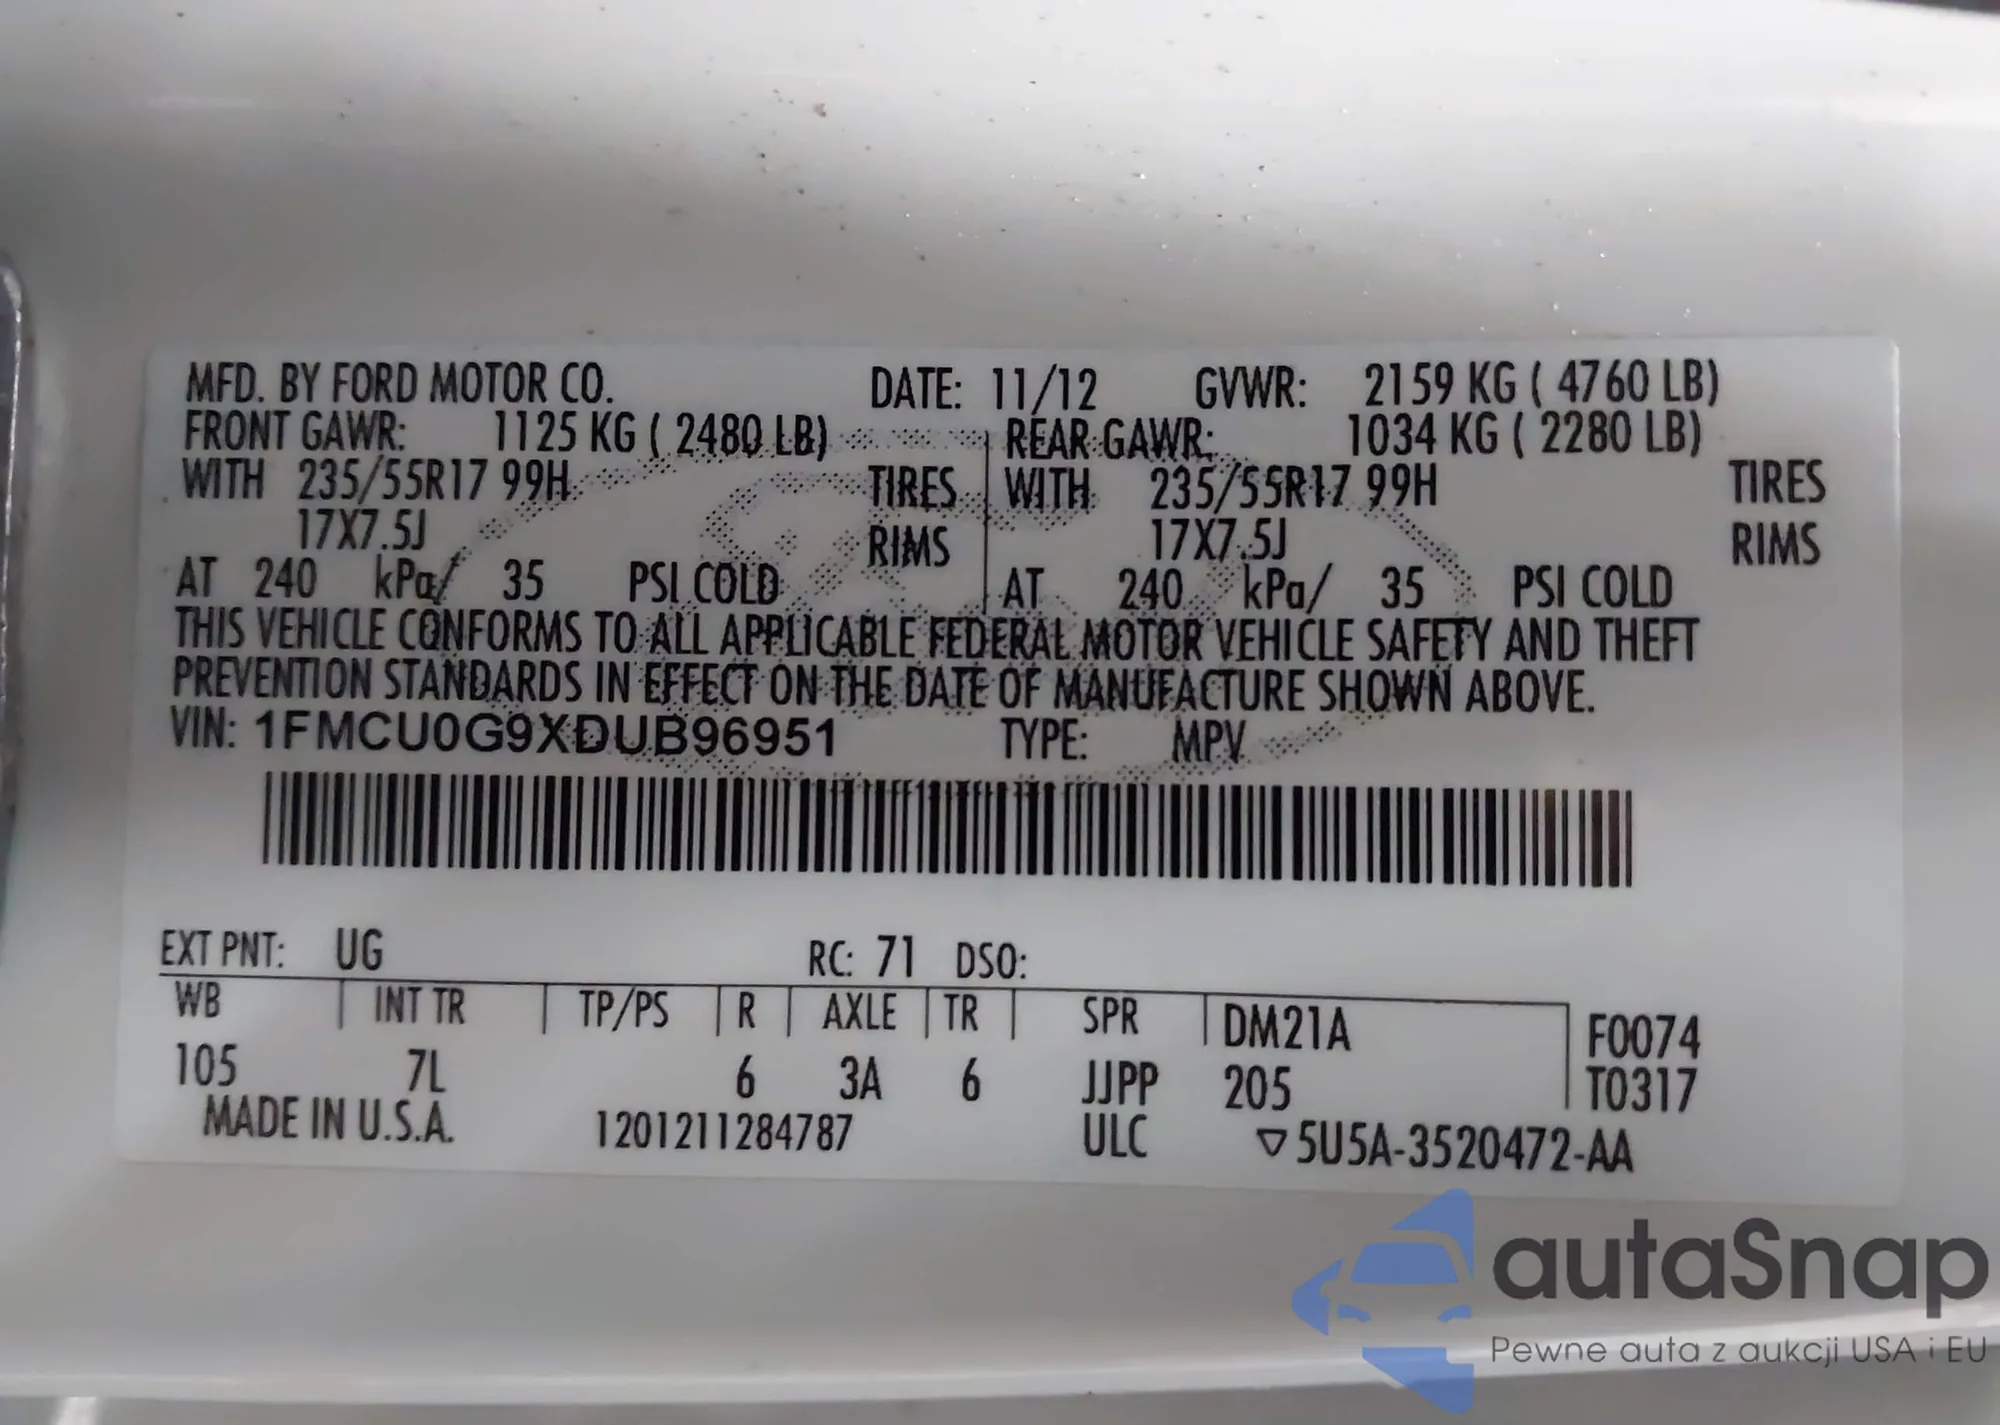 MFD. BY FORD MOTOR CO. DATE: 11/12 GVWR: 2159 KG ( 4760 LB)
FRONT GAWR: 1125 KG ( 2480 LB) REAR GAWR: 1034 KG ( 2280 LB)
WITH 235/55R17 99H TIRES WITH 235/55R17 99H TIRES
17X7.5J RIMS 17X7.5J RIMS
AT 240 kPa/ 35 PSI COLD AT 240 kPa/ 35 PSI COLD
THIS VEHICLE CONFORMS TO ALL APPLICABLE FEDERAL MOTOR VEHICLE SAFETY AND THEFT
PREVENTION STANDARDS IN EFFECT ON THE DATE OF MANUFACTURE SHOWN ABOVE.
VIN: 1FMCU0G9XDUB96951 TYPE: MPV
EXT PNT: UG RC: 71 DSO:
WB INT TR TP/PS R AXLE TR SPR DM21A F0074
105 7L 6 3A 6 JJPP 205 T0317
MADE IN U.S.A. 1201211284787 ULC ▽5U5A-3520472-AA
autoSnap
Pewne auta z aukcji USA i EU